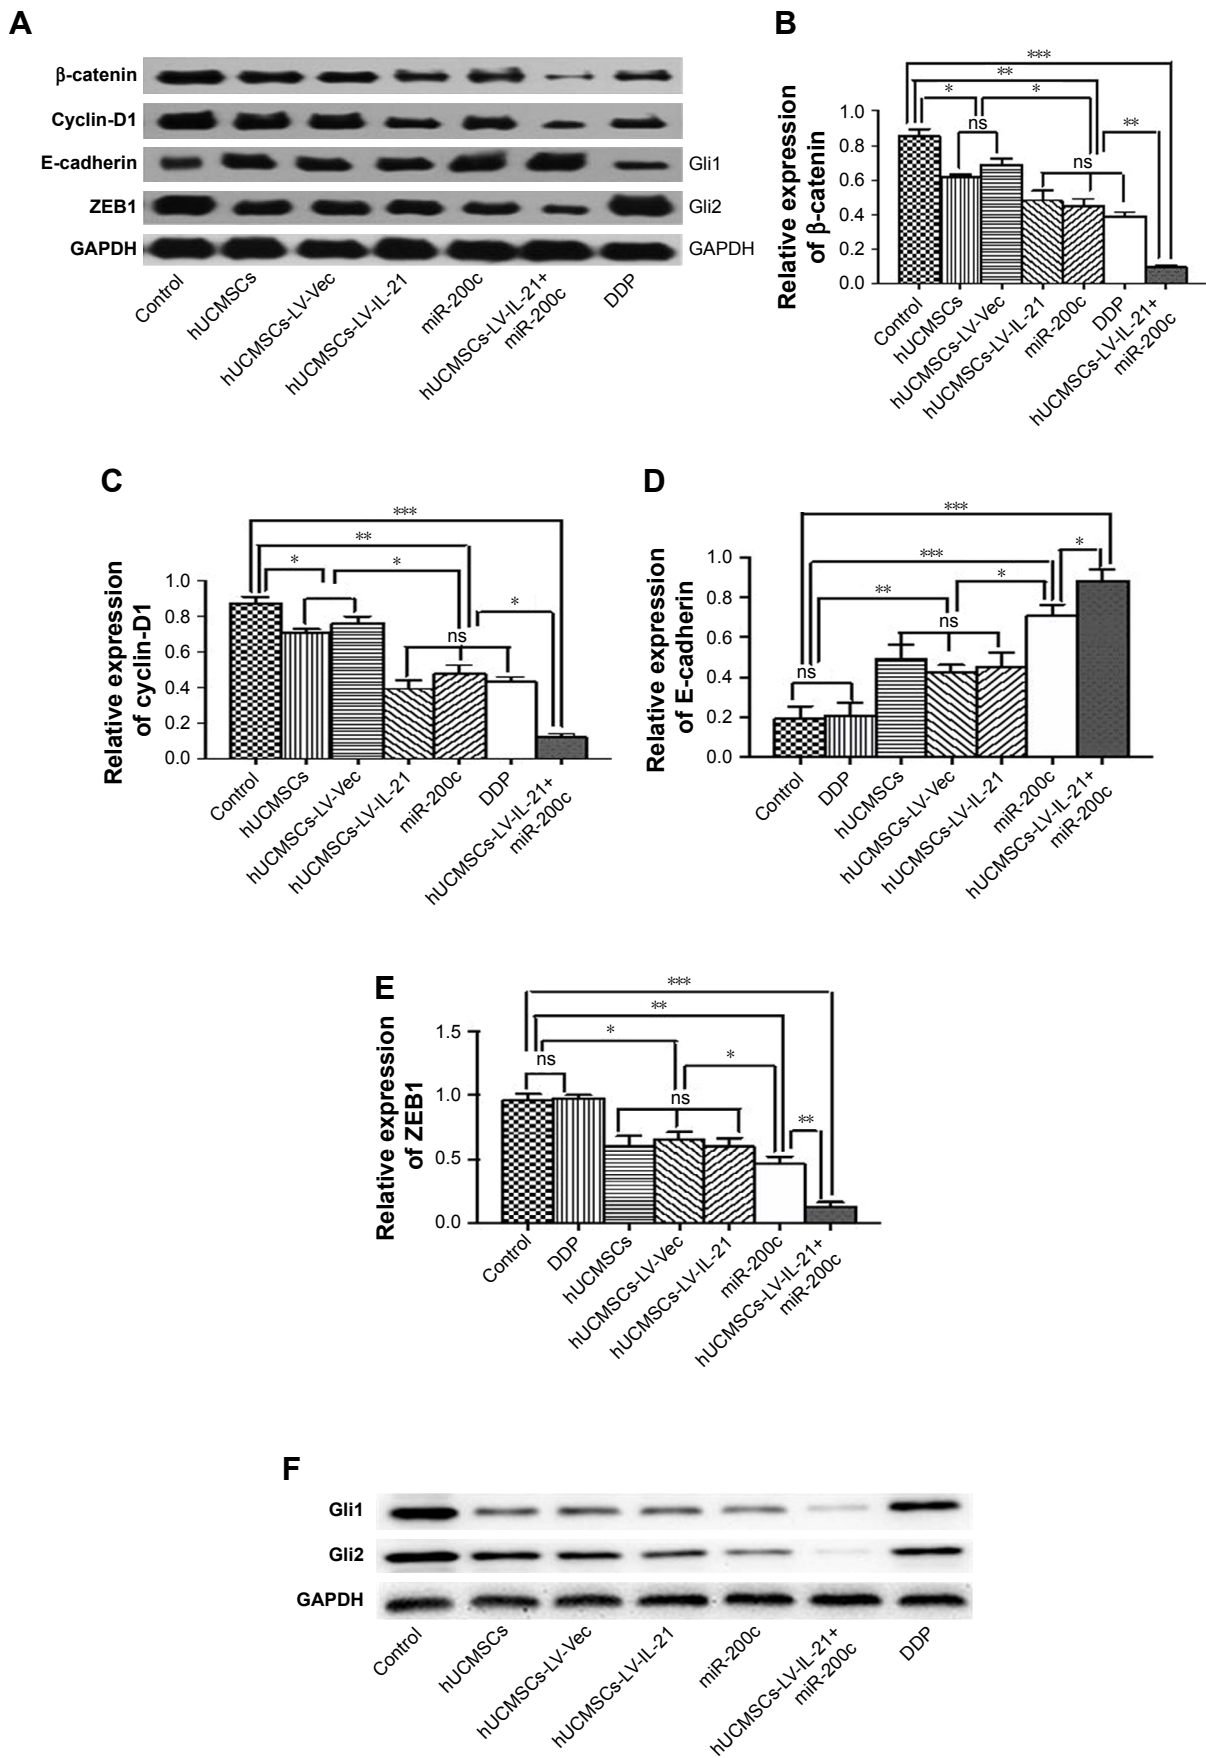 A
β-catenin
Cyclin-D1
E-cadherin
Gli1
ZEB1
Gli2
GAPDH
GAPDH
Control
hUCMSCs
hUCMSCs-LV-Vec
hUCMSCs-LV-IL-21
miR-200c
hUCMSCs-LV-IL-21+
miR-200c
DDP
B
Relative expression
of β-catenin
1.0
0.8
0.6
0.4
0.2
0.0
***
**
*
*
ns
**
ns
Control
hUCMSCs
hUCMSCs-LV-Vec
hUCMSCs-LV-IL-21
miR-200c
DDP
hUCMSCs-LV-IL-21+
miR-200c
C
Relative expression
of cyclin-D1
1.0
0.8
0.6
0.4
0.2
0.0
***
**
*
*
*
ns
Control
hUCMSCs
hUCMSCs-LV-Vec
hUCMSCs-LV-IL-21
miR-200c
DDP
hUCMSCs-LV-IL-21+
miR-200c
D
Relative expression
of E-cadherin
1.0
0.8
0.6
0.4
0.2
0.0
***
***
*
**
*
ns
ns
Control
DDP
hUCMSCs
hUCMSCs-LV-Vec
hUCMSCs-LV-IL-21
miR-200c
hUCMSCs-LV-IL-21+
miR-200c
E
Relative expression
of ZEB1
1.5
1.0
0.5
0.0
***
**
*
ns
*
ns
**
Control
DDP
hUCMSCs
hUCMSCs-LV-Vec
hUCMSCs-LV-IL-21
miR-200c
hUCMSCs-LV-IL-21+
miR-200c
F
Gli1
Gli2
GAPDH
Control
hUCMSCs
hUCMSCs-LV-Vec
hUCMSCs-LV-IL-21
miR-200c
hUCMSCs-LV-IL-21+
miR-200c
DDP